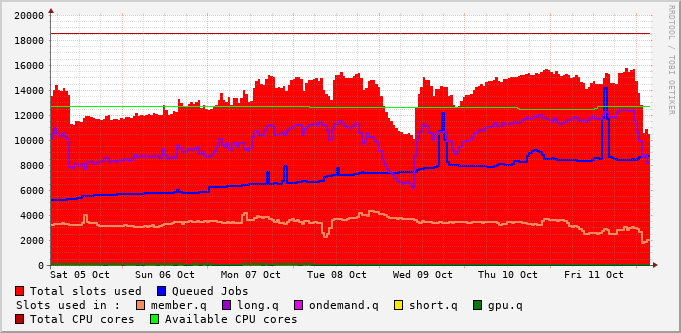 20000
18000
16000
14000
12000
10000
8000
6000
4000
2000
0
Sat 05 Oct Sun 06 Oct Mon 07 Oct Tue 08 Oct Wed 09 Oct Thu 10 Oct Fri 11 Oct
Total slots used Queued Jobs
Slots used in : member.q long.q ondemand.q short.q gpu.q
Total CPU cores Available CPU cores
RRDTOOL / TOBI OETIKER